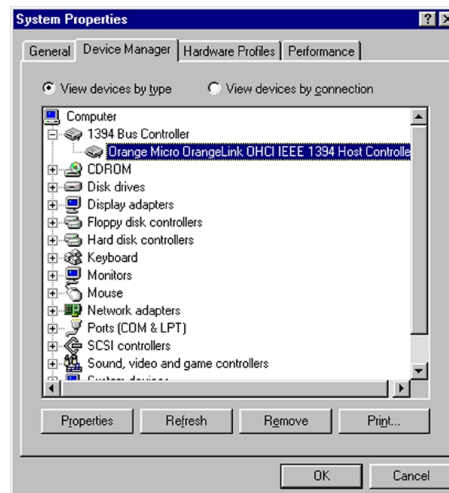 System Properties
General Device Manager Hardware Profiles Performance
View devices by type View devices by connection
Computer
1394 Bus Controller
Orange Micro OrangeLink OHCI IEEE 1394 Host Controlle
CDROM
Disk drives
Display adapters
Floppy disk controllers
Hard disk controllers
Keyboard
Monitors
Mouse
Network adapters
Ports (COM & LPT)
SCSI controllers
Sound, video and game controllers
System devices
Properties Refresh Remove Print...
OK Cancel